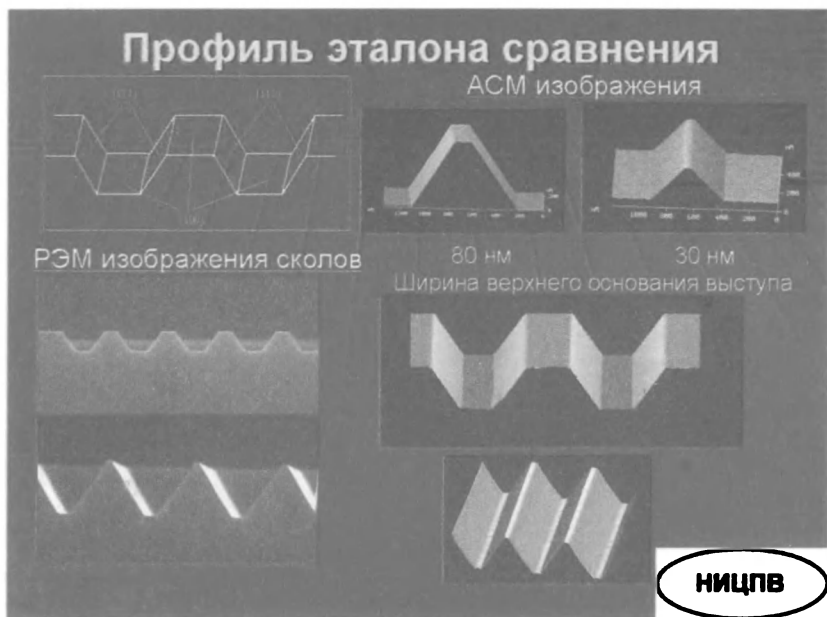 Профиль эталона сравнения
АСМ изображения
80 нм
30 нм
РЭМ изображения сколов
Ширина верхнего основания выступа
НИЦПВ